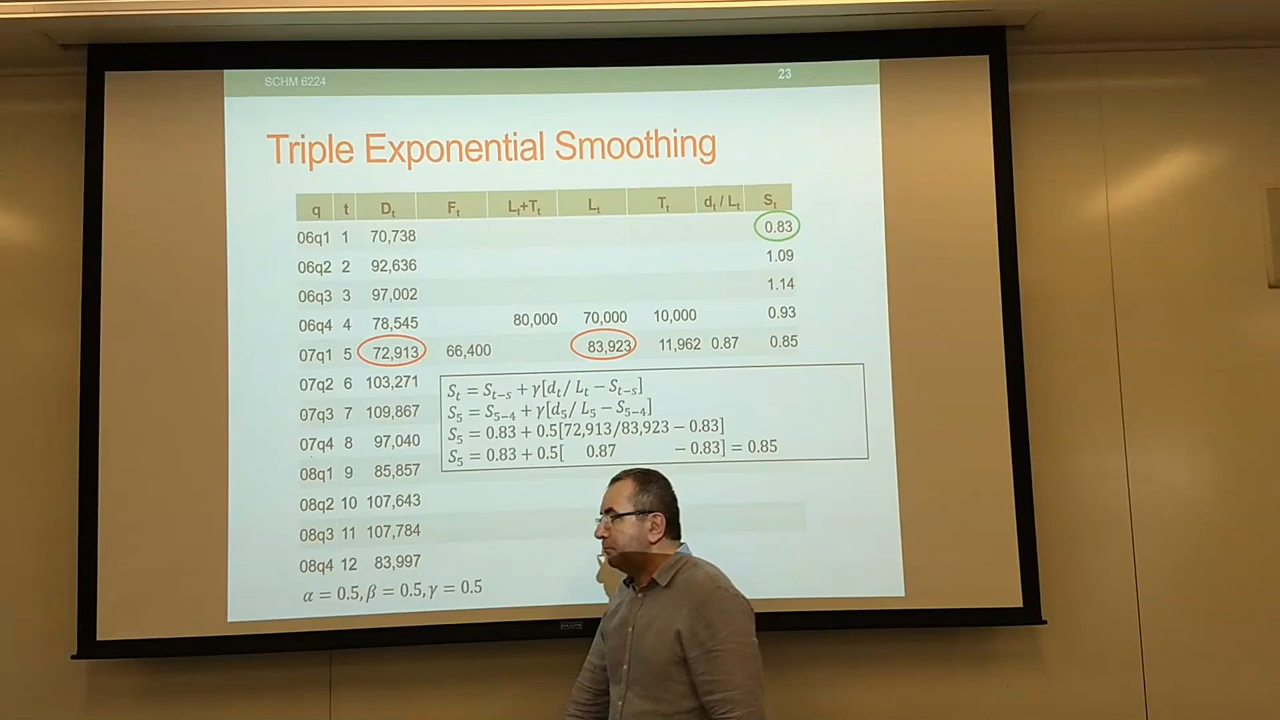 SCHM 6224 23
Triple Exponential Smoothing
q t Dt Ft Lt+Tt Lt Tt dt / Lt St
06q1 1 70,738 0.83
06q2 2 92,636 1.09
06q3 3 97,002 1.14
06q4 4 78,545 80,000 70,000 10,000 0.93
07q1 5 72,913 66,400 83,923 11,962 0.87 0.85
07q2 6 103,271
07q3 7 109,867
07q4 8 97,040
08q1 9 85,857
08q2 10 107,643
08q3 11 107,784
08q4 12 83,997
St = St−s + γ[dt/ Lt − St−s]
S5 = S5−4 + γ[d5/ L5 − S5−4]
S5 = 0.83 + 0.5[72,913/83,923 − 0.83]
S5 = 0.83 + 0.5[ 0.87 − 0.83] = 0.85
α = 0.5, β = 0.5, γ = 0.5